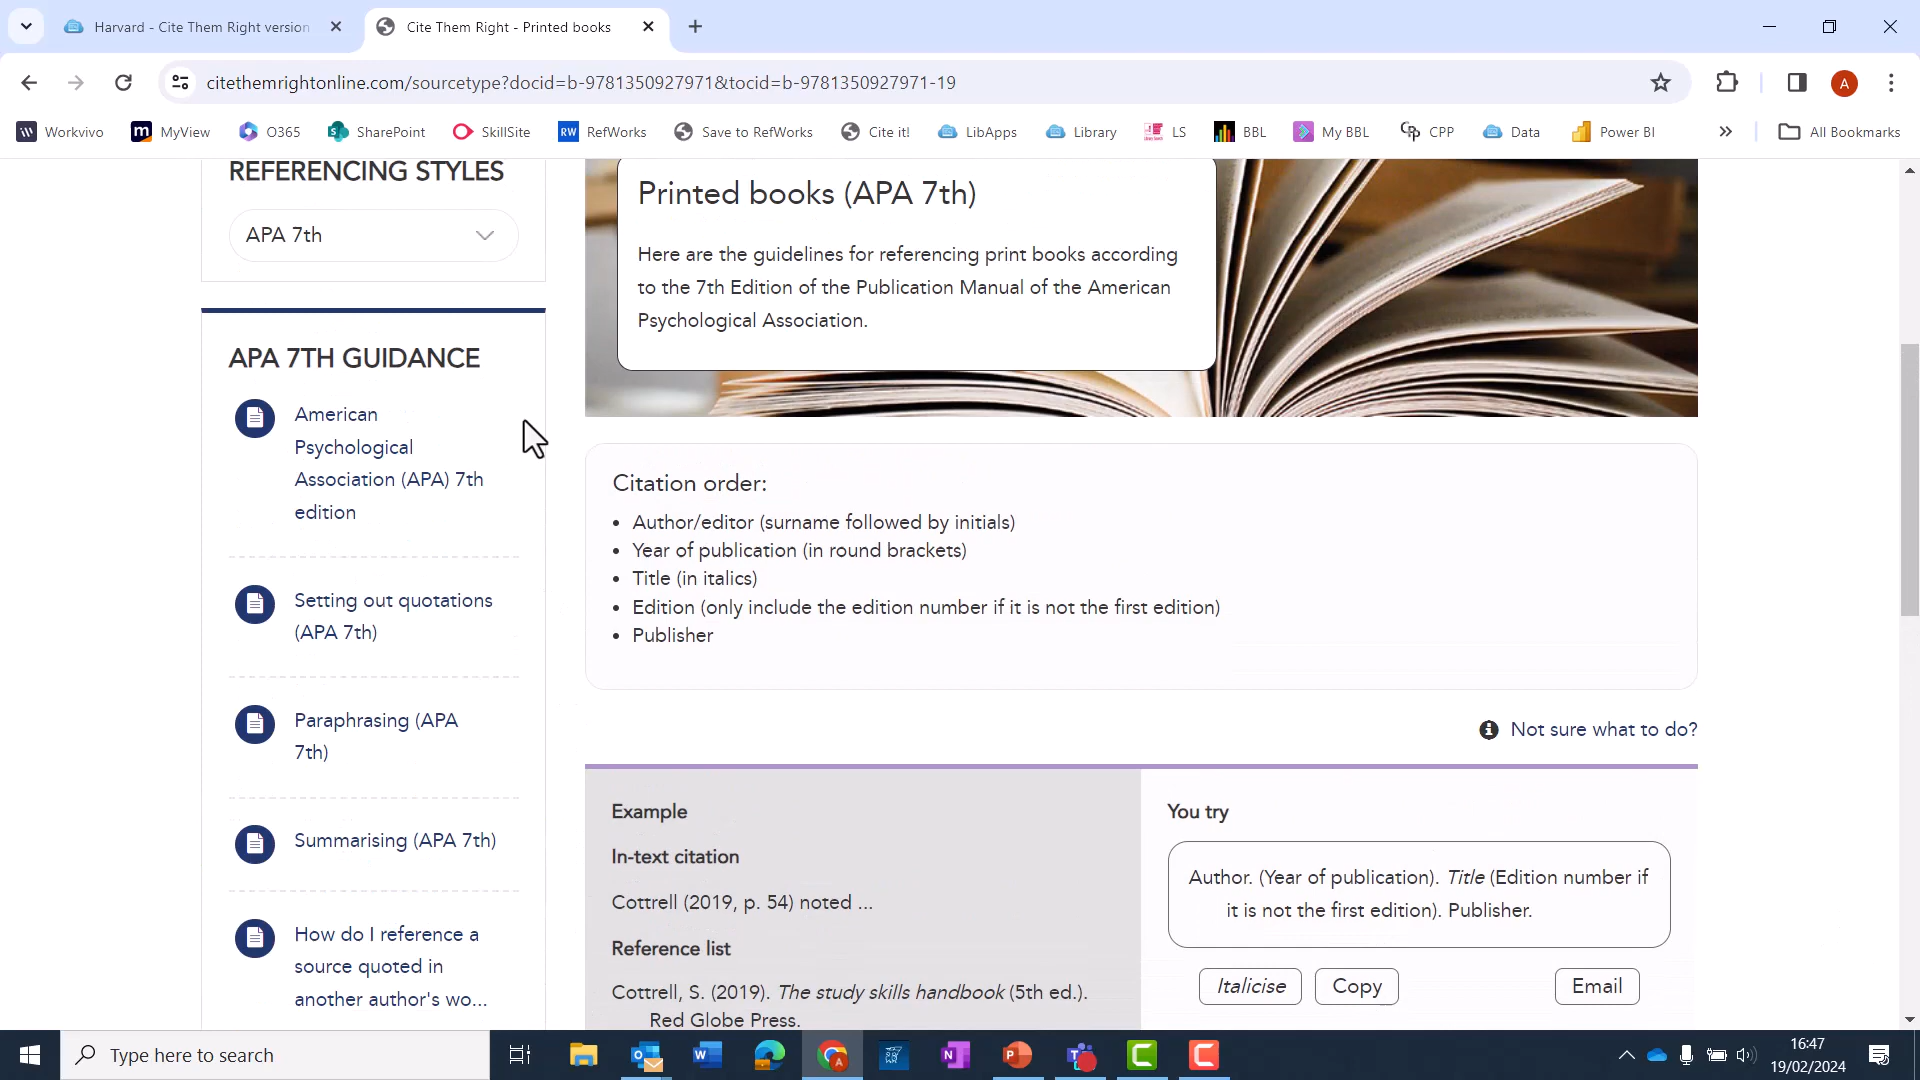 Harvard - Cite Them Right version
Cite Them Right - Printed books
citethemrightonline.com/sourcetype?docid=b-9781350927971&tocid=b-9781350927971-19
A
Workvivo
MyView
O365
SharePoint
SkillSite
RW RefWorks
Save to RefWorks
Cite it!
LibApps
Library
LS
BBL
My BBL
CPP
Data
Power BI
All Bookmarks
REFERENCING STYLES
APA 7th
APA 7TH GUIDANCE
American
Psychological
Association (APA) 7th
edition
Setting out quotations
(APA 7th)
Paraphrasing (APA
7th)
Summarising (APA 7th)
How do I reference a
source quoted in
another author's wo...
Printed books (APA 7th)
Here are the guidelines for referencing print books according
to the 7th Edition of the Publication Manual of the American
Psychological Association.
Citation order:
• Author/editor (surname followed by initials)
• Year of publication (in round brackets)
• Title (in italics)
• Edition (only include the edition number if it is not the first edition)
• Publisher
Not sure what to do?
Example
In-text citation
Cottrell (2019, p. 54) noted ...
Reference list
Cottrell, S. (2019). The study skills handbook (5th ed.).
Red Globe Press.
You try
Author. (Year of publication). Title (Edition number if
it is not the first edition). Publisher.
Italicise
Copy
Email
Type here to search
16:47
19/02/2024